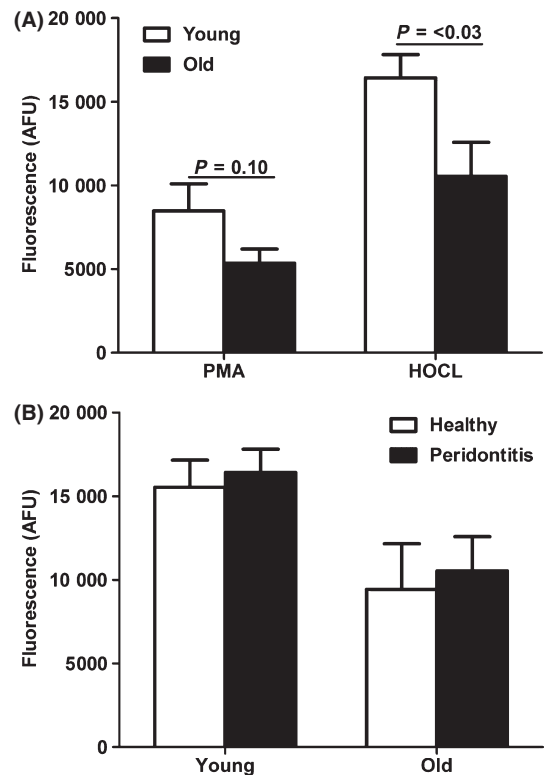 (A)
Fluorescence (AFU)
20 000
15 000
10 000
5000
0
Young
Old
P = 0.10
P = <0.03
PMA
HOCL
(B)
Fluorescence (AFU)
20 000
15 000
10 000
5000
0
Healthy
Peridontitis
Young
Old